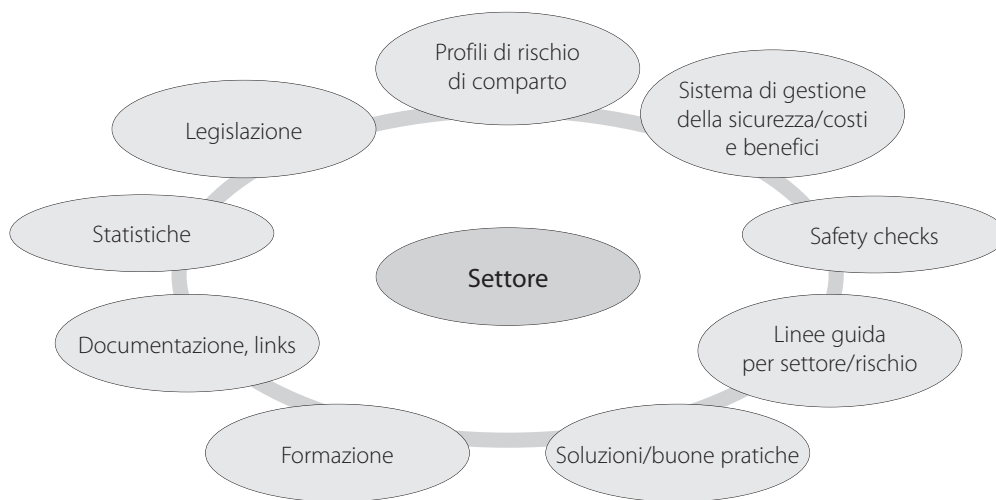 Profili di rischio
di comparto
Sistema di gestione
della sicurezza/costi
e benefici
Legislazione
Statistiche
Safety checks
Settore
Documentazione, links
Linee guida
per settore/rischio
Formazione
Soluzioni/buone pratiche